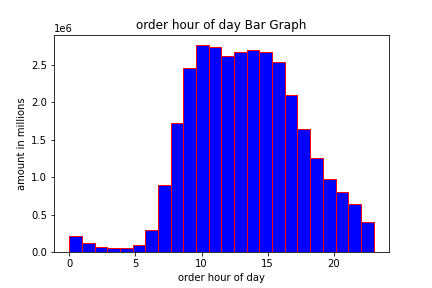 order hour of day Bar Graph
1e6
2.5
2.0
1.5
1.0
0.5
0.0
amount in millions
0 5 10 15 20
order hour of day